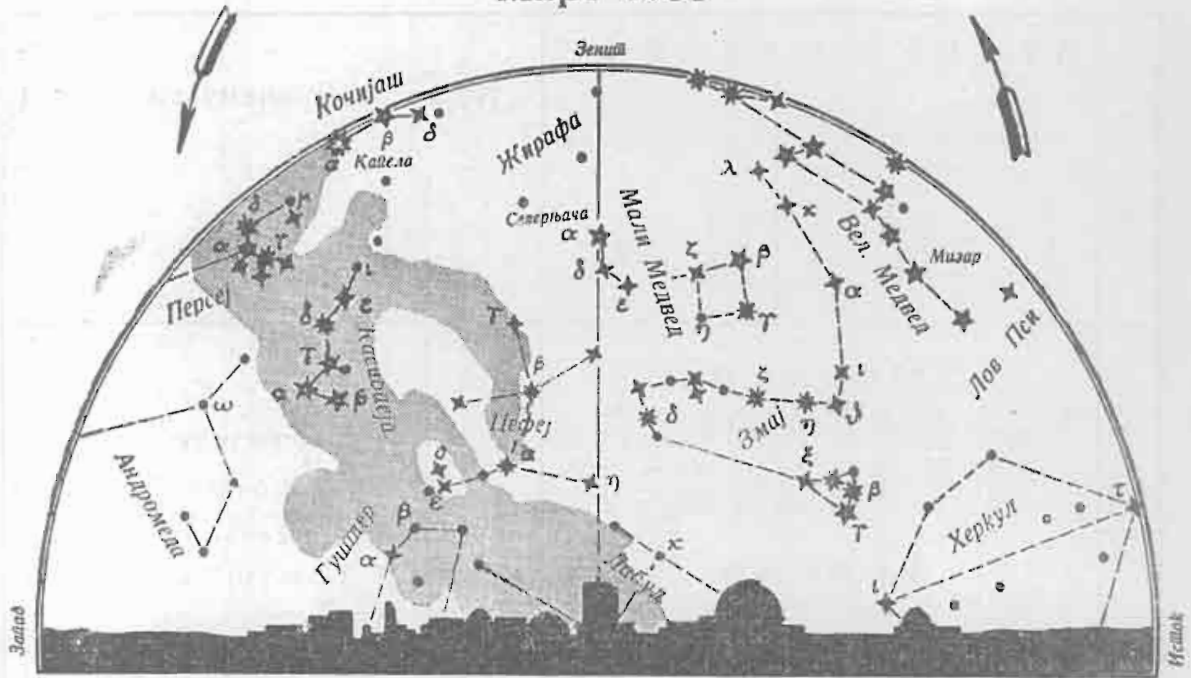 Зенит
Кочијаш
β
δ
α
Капела
Жирафа
λ
κ
Северњача
α
δ
ε
Мали Медвед
ζ
β
η
γ
Вел. Медвед
Мизар
α
ι
Лов Пси
δ
α
γ
Персеј
ι
ε
δ
γ
α
β
Касиопеја
γ
β
Цефеј
α
η
δ
ε
ζ
η
δ
Змај
ξ
β
γ
ω
Андромеда
Гуштер
β
α
Лабуд
κ
Херкул
τ
ι
Запад
Исток